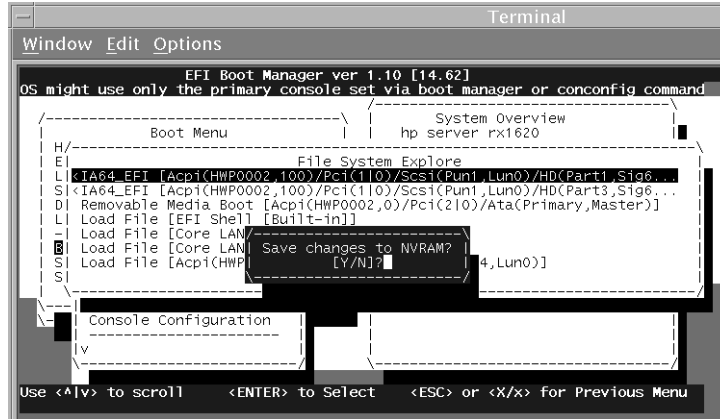 Terminal
Window Edit Options
EFI Boot Manager ver 1.10 [14.62]
OS might use only the primary console set via boot manager or conconfig command
System Overview
Boot Menu
hp server rx1620
H
E
File System Explore
L
<IA64_EFI [Acpi(HWP0002,100)/Pci(1|0)/Scsi(Pun1,Lun0)/HD(Part1,Sig6...
S
<IA64_EFI [Acpi(HWP0002,100)/Pci(1|0)/Scsi(Pun1,Lun0)/HD(Part3,Sig6...
D
Removable Media Boot [Acpi(HWP0002,0)/Pci(2|0)/Ata(Primary,Master)]
L
Load File [EFI Shell [Built-in]]
Load File [Core LAN
B
Load File [Core LAN
Save changes to NVRAM?
S
Load File [Acpi(HWP
[Y/N]?
4,Lun0)]
S
Console Configuration
v
Use <^|v> to scroll <ENTER> to Select <ESC> or <X/x> for Previous Menu